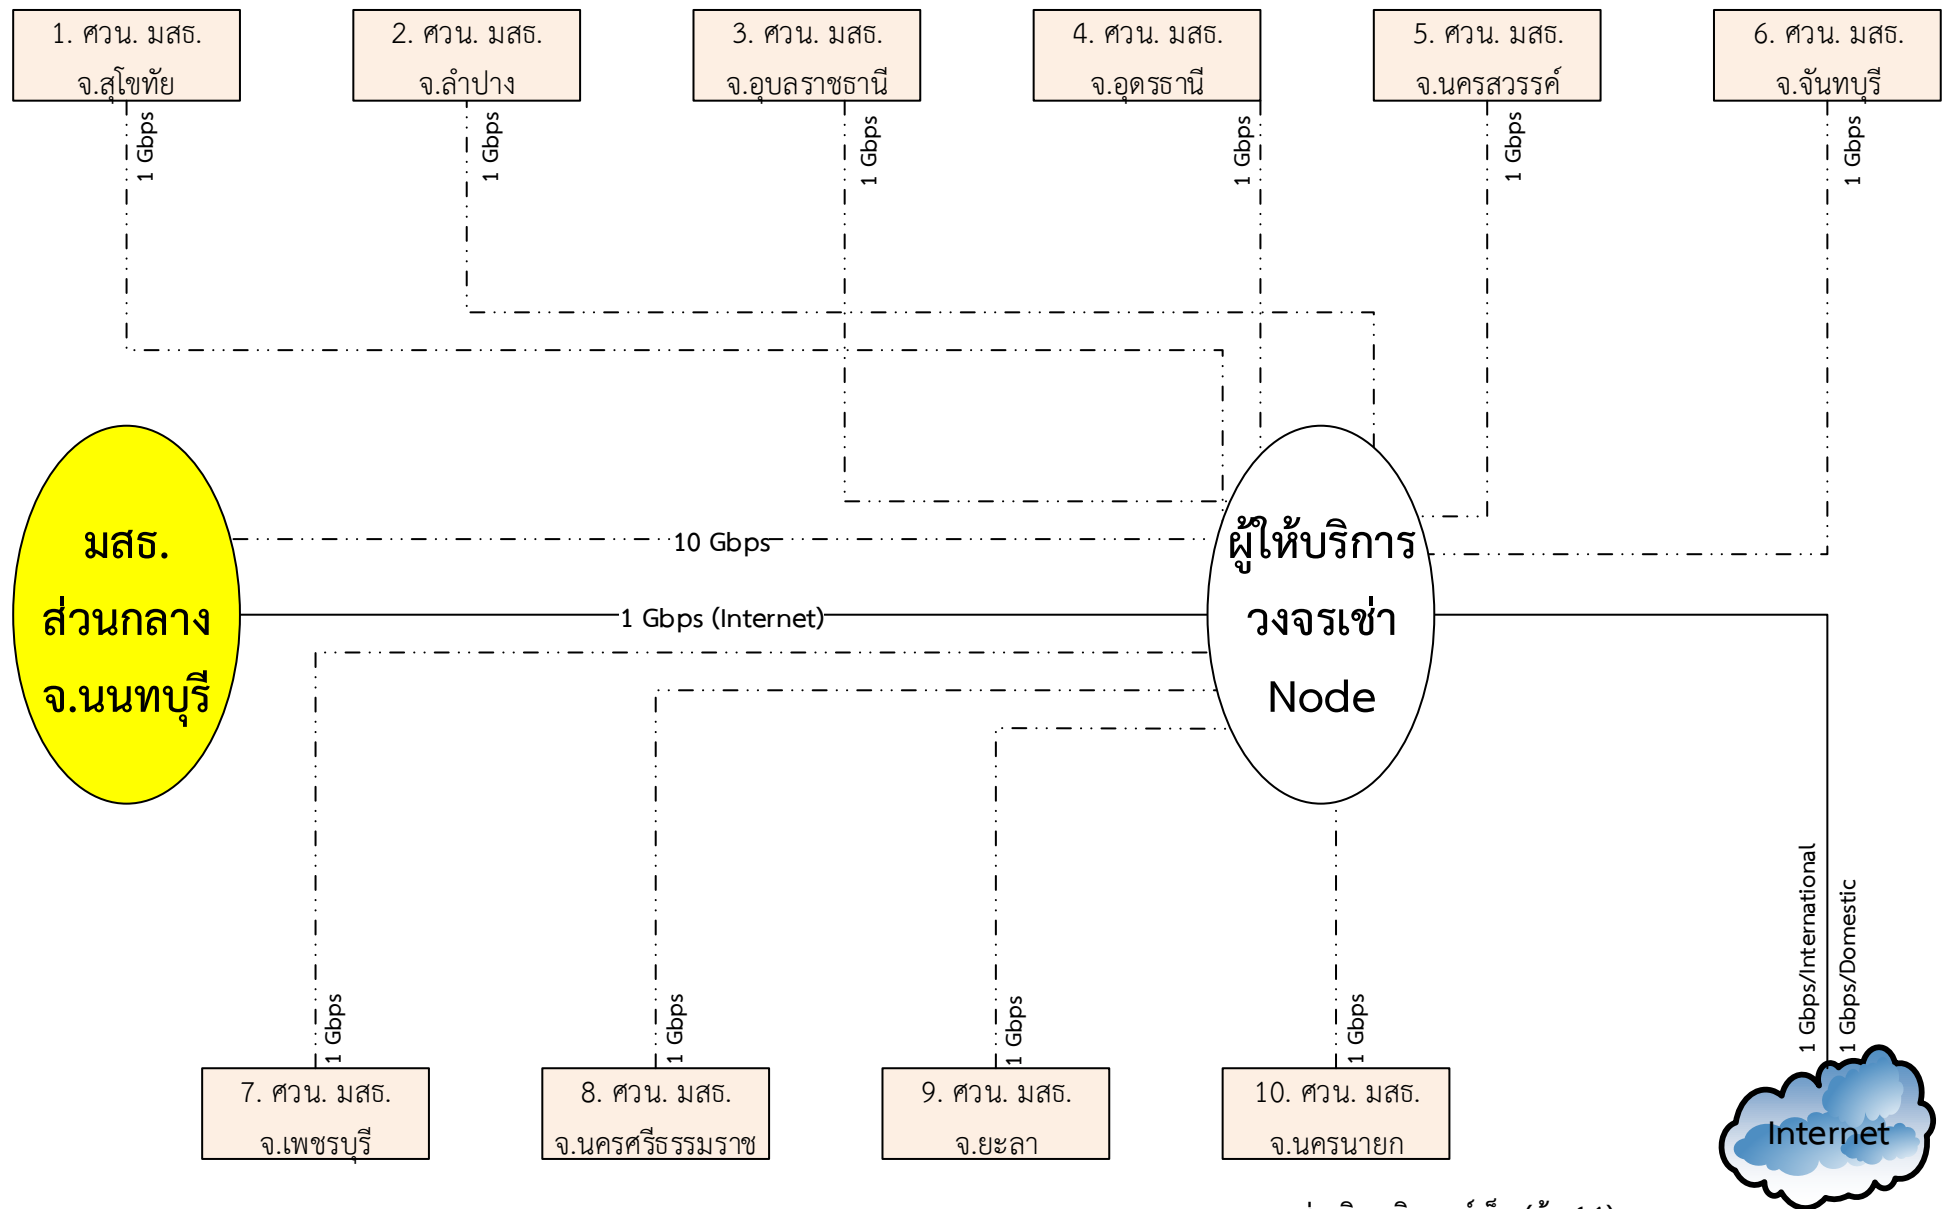 1. ศวน. มสธ.
จ.สุโขทัย
2. ศวน. มสธ.
จ.ลำปาง
3. ศวน. มสธ.
จ.อุบลราชธานี
4. ศวน. มสธ.
จ.อุดรธานี
5. ศวน. มสธ.
จ.นครสวรรค์
6. ศวน. มสธ.
จ.จันทบุรี
1 Gbps
1 Gbps
1 Gbps
1 Gbps
1 Gbps
1 Gbps
มสธ.
ส่วนกลาง
จ.นนทบุรี
10 Gbps
1 Gbps (Internet)
ผู้ให้บริการ
วงจรเช่า
Node
1 Gbps/International
1 Gbps/Domestic
1 Gbps
1 Gbps
1 Gbps
1 Gbps
7. ศวน. มสธ.
จ.เพชรบุรี
8. ศวน. มสธ.
จ.นครศรีธรรมราช
9. ศวน. มสธ.
จ.ยะลา
10. ศวน. มสธ.
จ.นครนายก
Internet